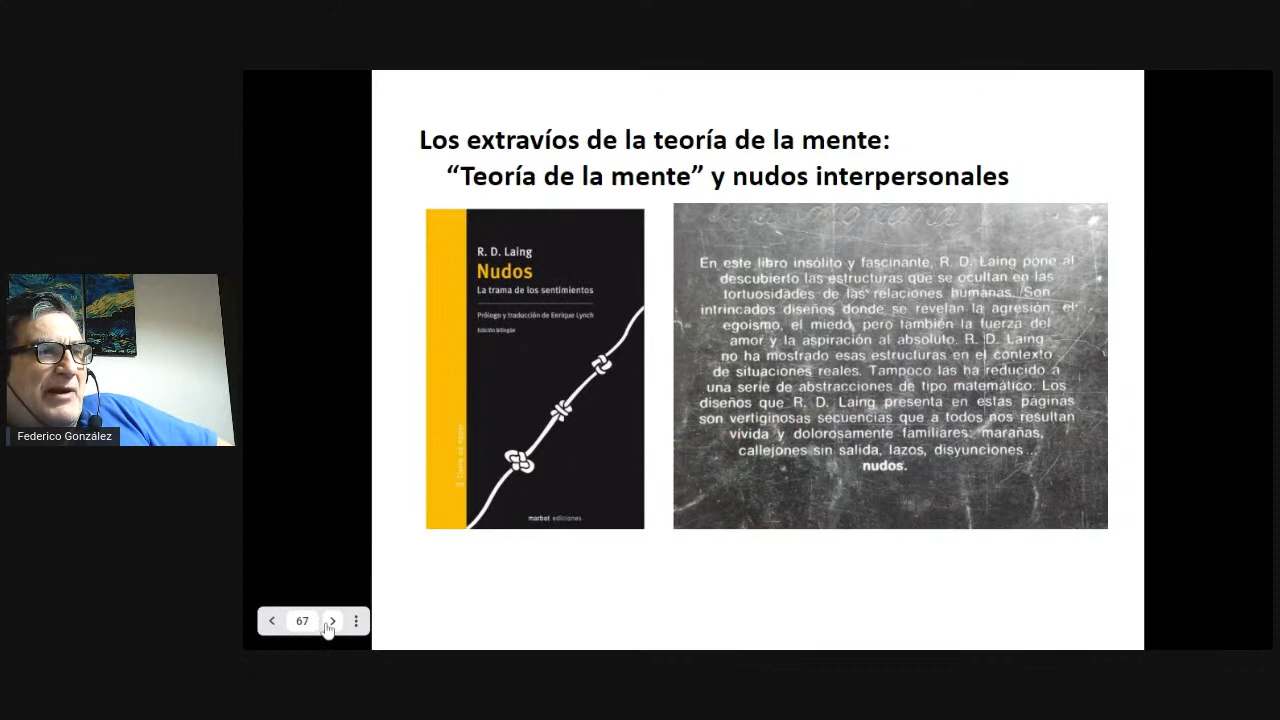 Los extravíos de la teoría de la mente:
“Teoría de la mente” y nudos interpersonales
R. D. Laing
Nudos
La trama de los sentimientos
Prólogo y traducción de Enrique Lynch
Edición bilingüe
marbot ediciones
En este libro insólito y fascinante, R. D. Laing pone al
descubierto las estructuras que se ocultan en las
tortuosidades de las relaciones humanas. Son
intrincados diseños donde se revelan la agresión, el
egoísmo, el miedo, pero también la fuerza del
amor y la aspiración al absoluto. R. D. Laing
no ha mostrado esas estructuras en el contexto
de situaciones reales. Tampoco las ha reducido a
una serie de abstracciones de tipo matemático. Los
diseños que R. D. Laing presenta en estas páginas
son vertiginosas secuencias que a todos nos resultan
vívida y dolorosamente familiares: marañas,
callejones sin salida, lazos, disyunciones...
nudos.
Federico González
67